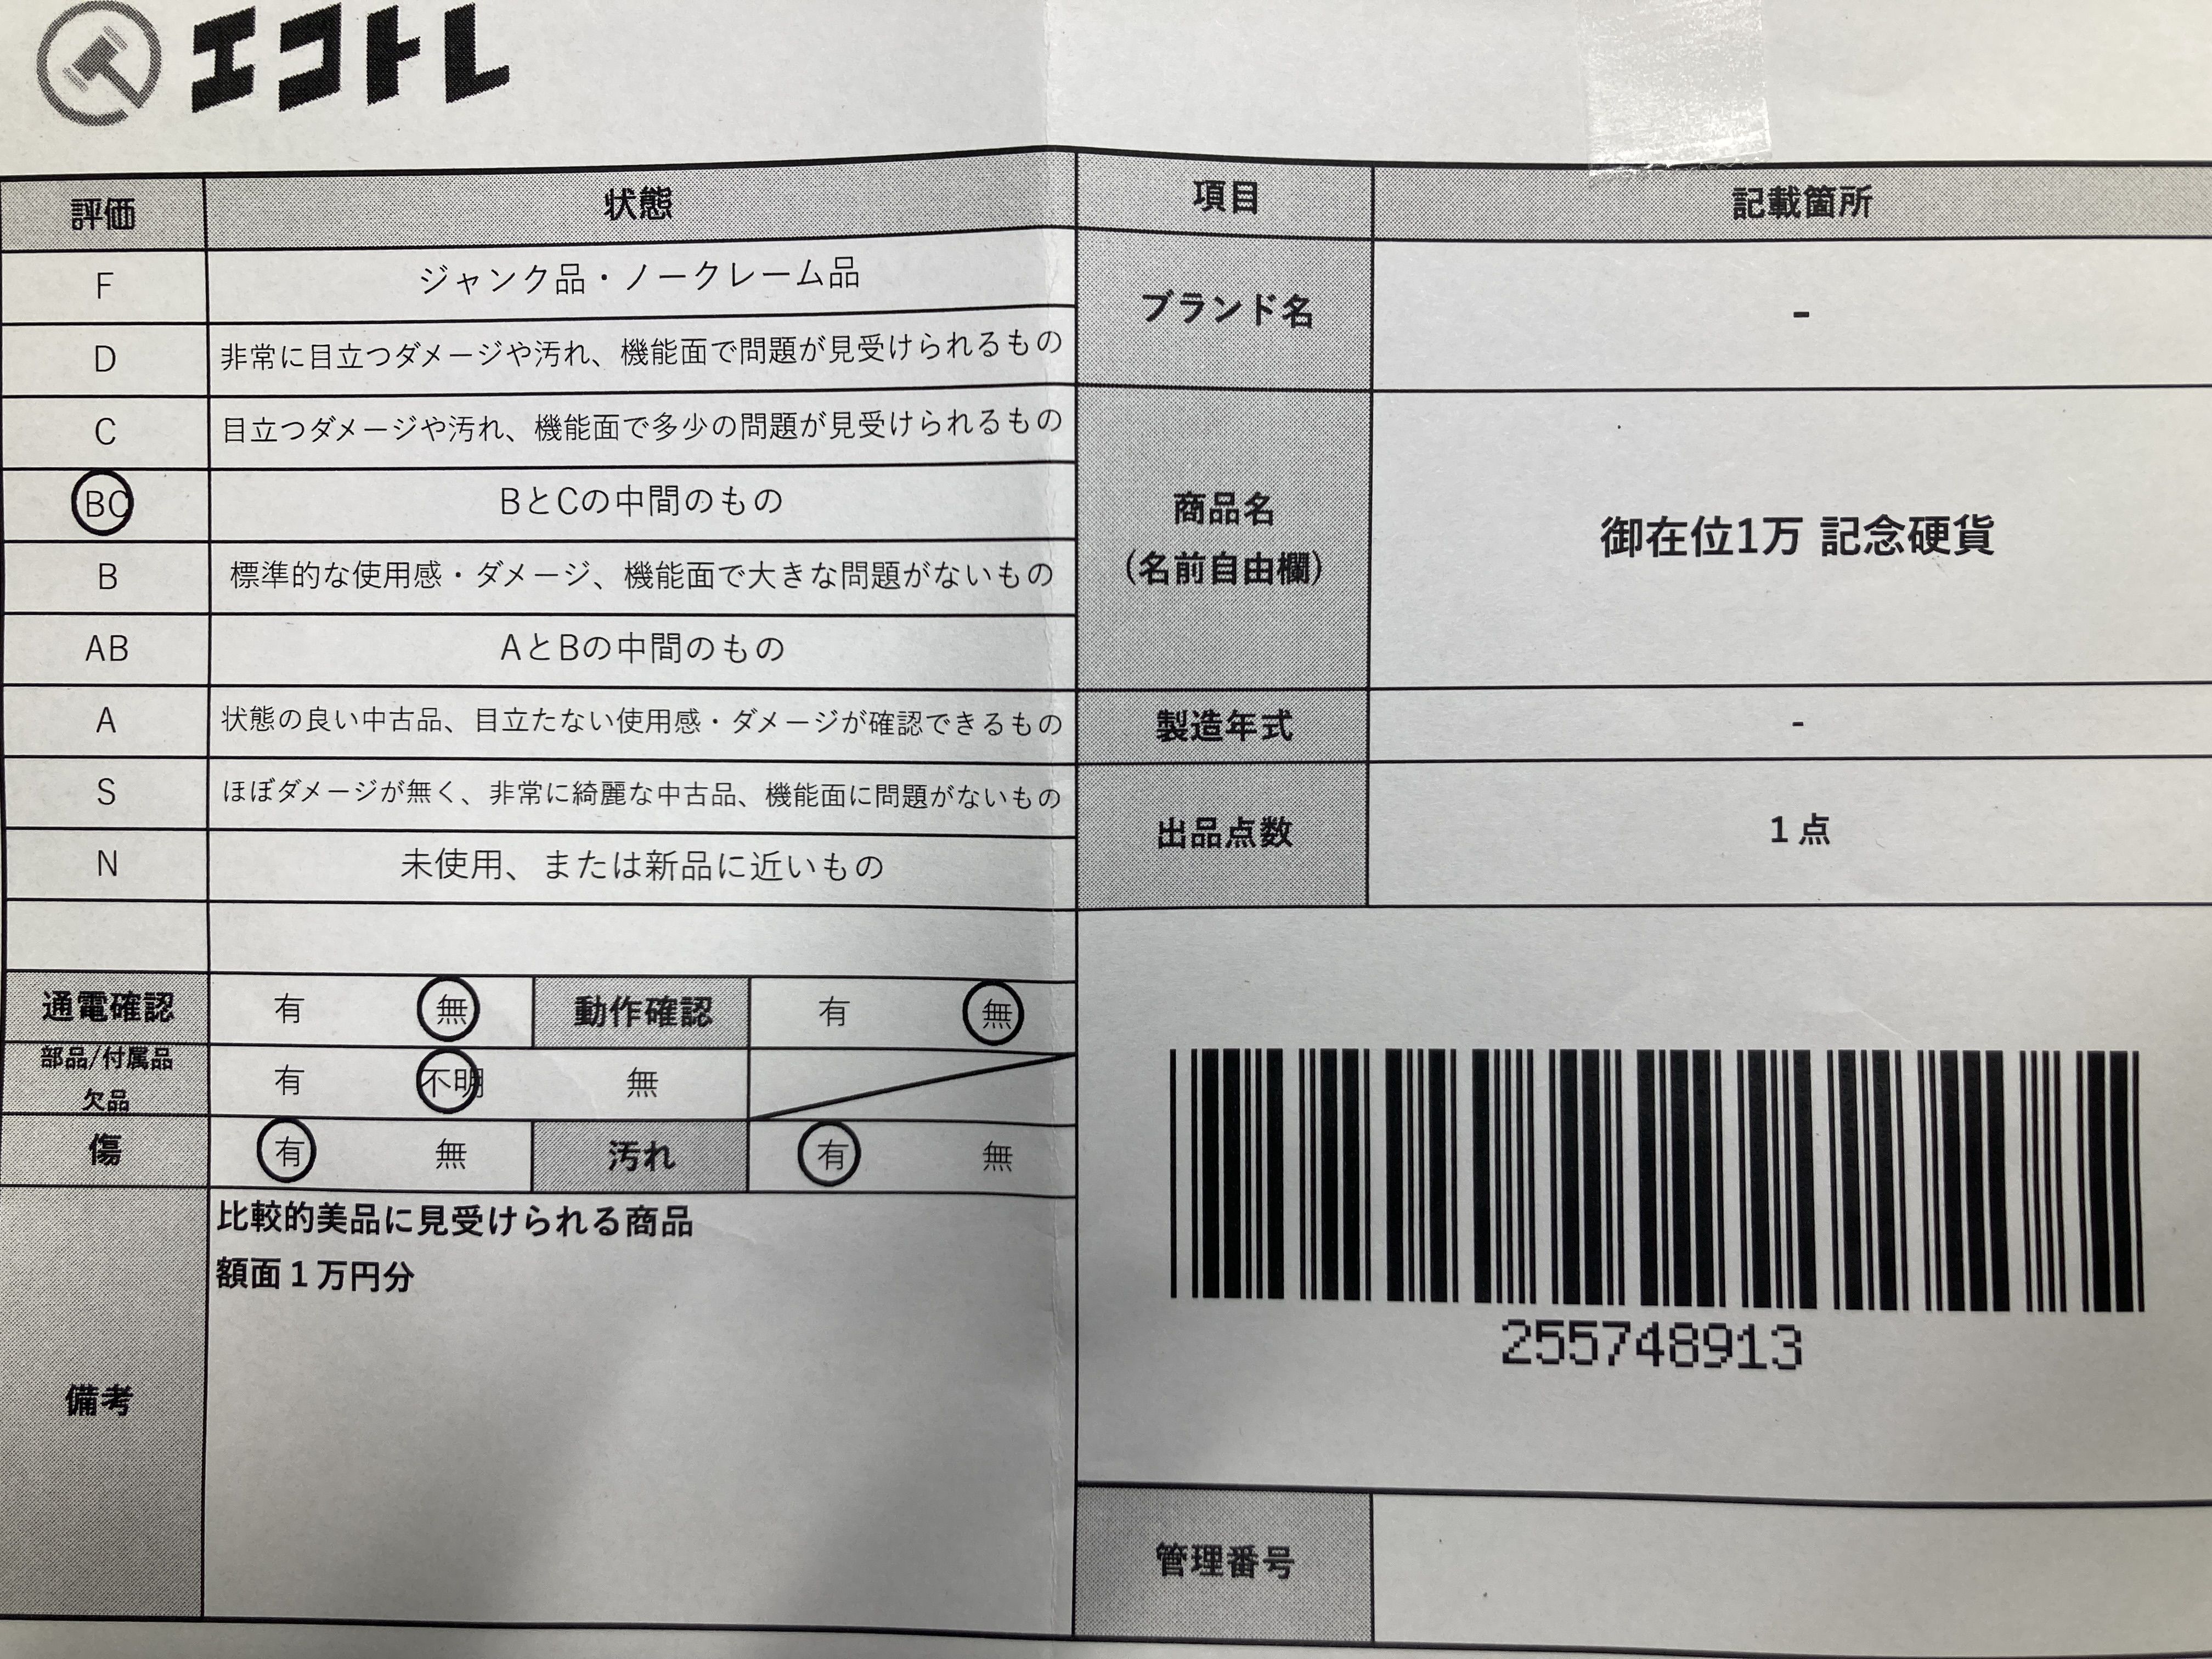 エコトレ
評価 状態
F ジャンク品・ノークレーム品
D 非常に目立つダメージや汚れ、機能面で問題が見受けられるもの
C 目立つダメージや汚れ、機能面で多少の問題が見受けられるもの
BC BとCの中間のもの
B 標準的な使用感・ダメージ、機能面で大きな問題がないもの
AB AとBの中間のもの
A 状態の良い中古品、目立たない使用感・ダメージが確認できるもの
S ほぼダメージが無く、非常に綺麗な中古品、機能面に問題がないもの
N 未使用、または新品に近いもの
通電確認 有 無 動作確認 有 無
部品/付属品
欠品 有 不明 無
傷 有 無 汚れ 有 無
備考
比較的美品に見受けられる商品
額面1万円分
項目 記載箇所
ブランド名 -
商品名
(名前自由欄)
御在位1万 記念硬貨
製造年式 -
出品点数 1点
255748913
管理番号